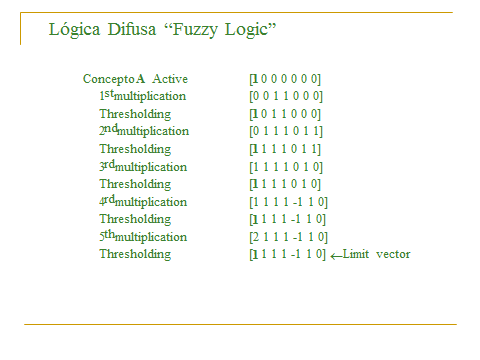 Lógica Difusa “Fuzzy Logic”
Concepto A Active [1 0 0 0 0 0 0]
1st multiplication [0 0 1 1 0 0 0]
Thresholding [1 0 1 1 0 0 0]
2nd multiplication [0 1 1 1 0 1 1]
Thresholding [1 1 1 1 0 1 1]
3rd multiplication [1 1 1 1 0 1 0]
Thresholding [1 1 1 1 0 1 0]
4rd multiplication [1 1 1 1 -1 1 0]
Thresholding [1 1 1 1 -1 1 0]
5th multiplication [2 1 1 1 -1 1 0]
Thresholding [1 1 1 1 -1 1 0] ←Limit vector